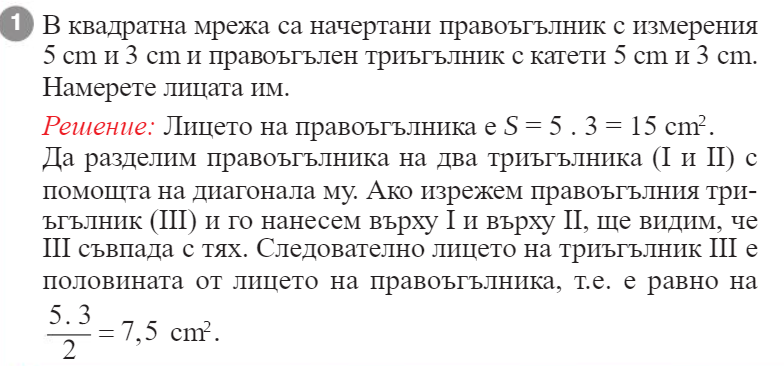 1 В квадратна мрежа са начертани правоъгълник с измерения
5 cm и 3 cm и правоъгълен триъгълник с катети 5 cm и 3 cm.
Намерете лицата им.
Решение: Лицето на правоъгълника е S = 5 . 3 = 15 cm².
Да разделим правоъгълника на два триъгълника (I и II) с
помощта на диагонала му. Ако изрежем правоъгълния три-
ъгълник (III) и го нанесем върху I и върху II, ще видим, че
III съвпада с тях. Следователно лицето на триъгълник III е
половината от лицето на правоъгълника, т.е. е равно на
5. 3
2
= 7,5 cm².